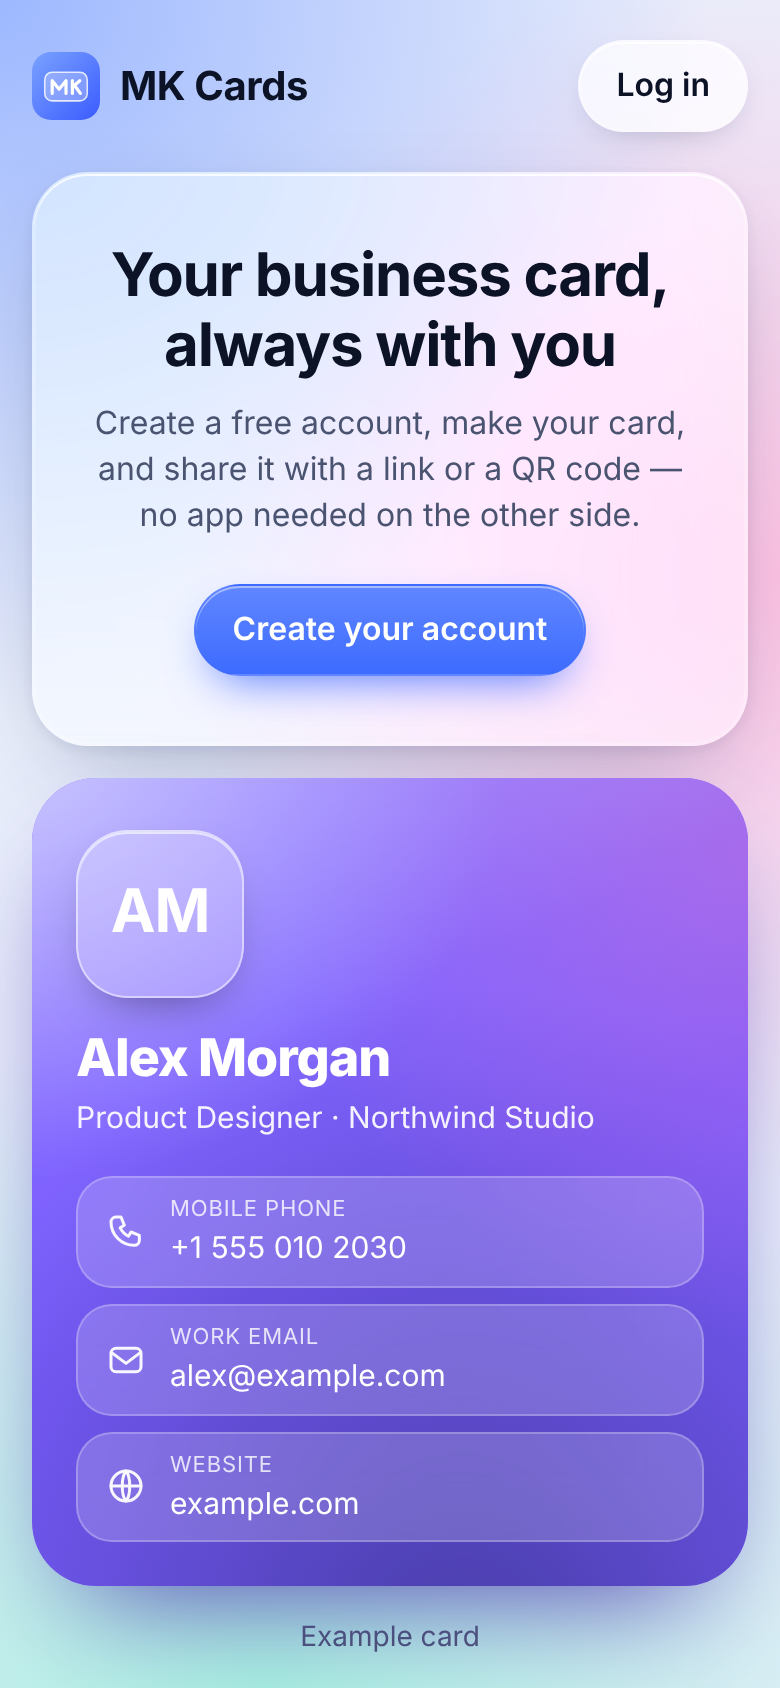 MK
MK Cards
Log in
Your business card,
always with you
Create a free account, make your card,
and share it with a link or a QR code —
no app needed on the other side.
Create your account
AM
Alex Morgan
Product Designer · Northwind Studio
MOBILE PHONE
+1 555 010 2030
WORK EMAIL
alex@example.com
WEBSITE
example.com
Example card